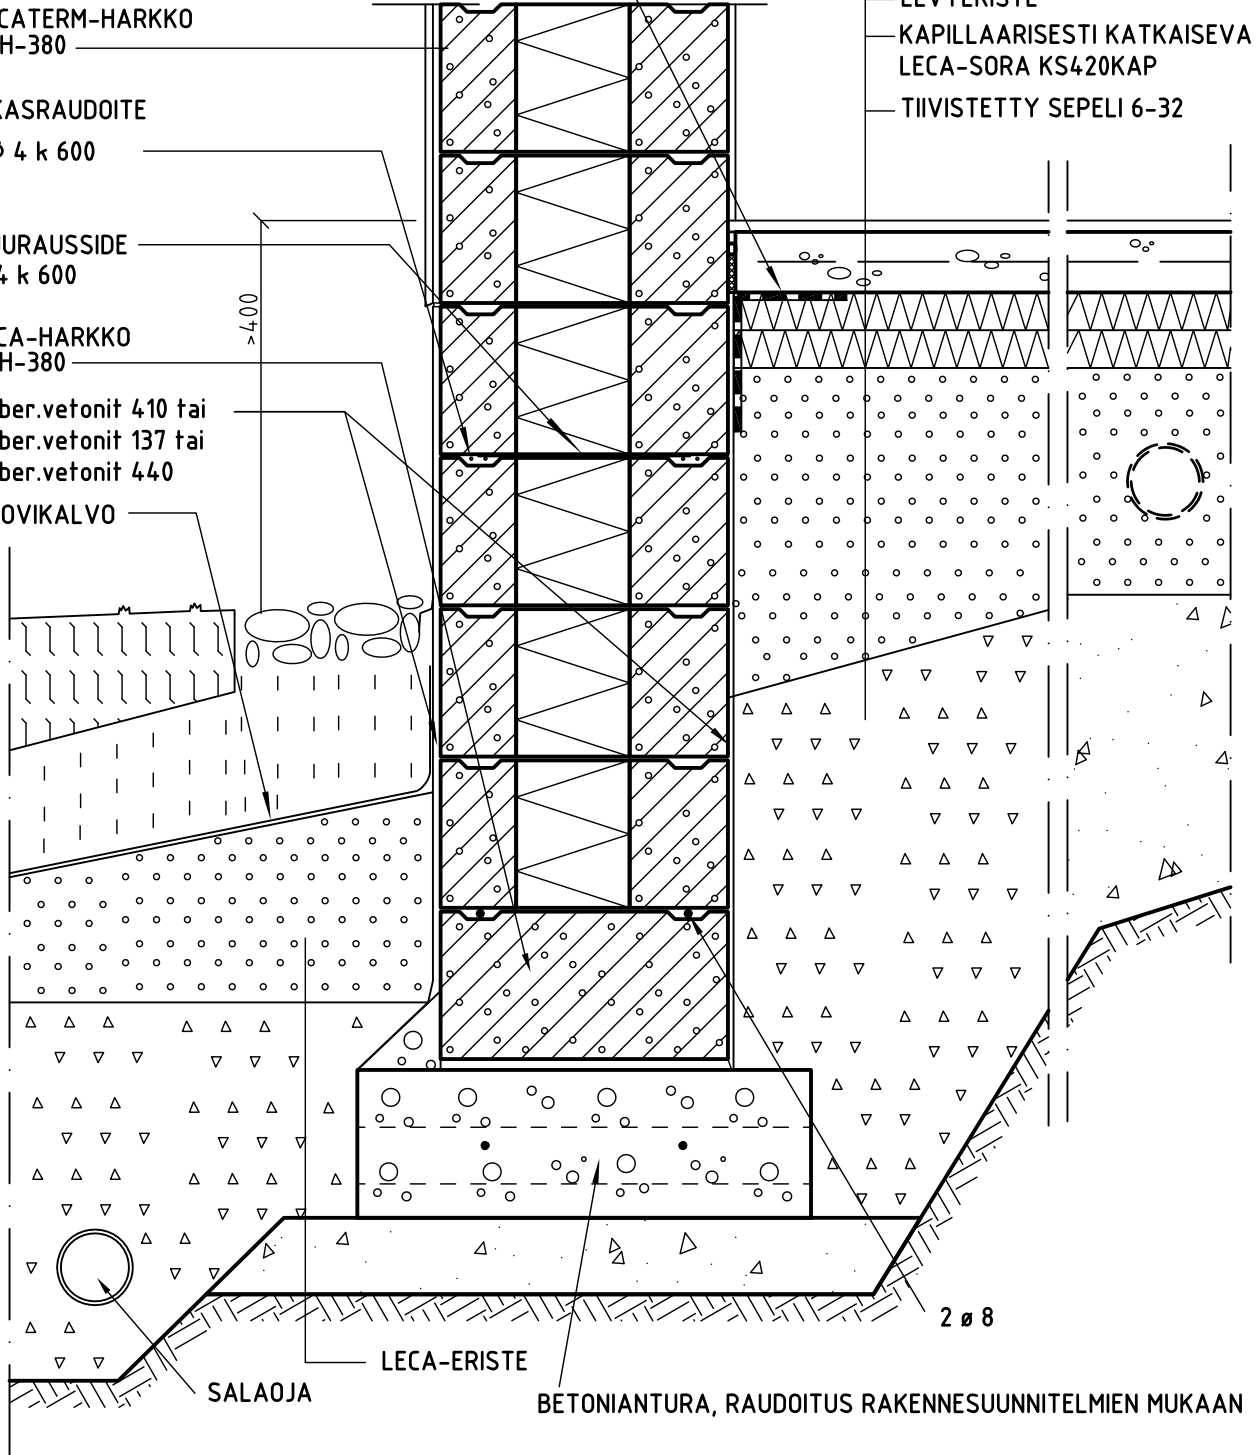 CATERM-HARKKO
H-380
KASRAUDOITE
ø 4 k 600
URAUSSIDE
4 k 600
>400
CA-HARKKO
H-380
ber.vetonit 410 tai
ber.vetonit 137 tai
ber.vetonit 440
OVIKALVO
LEVYERISTE
KAPILLAARISESTI KATKAISEVA
LECA-SORA KS420KAP
TIIVISTETTY SEPELI 6-32
2 ø 8
LECA-ERISTE
SALAOJA
BETONIANTURA, RAUDOITUS RAKENNESUUNNITELMIEN MUKAAN